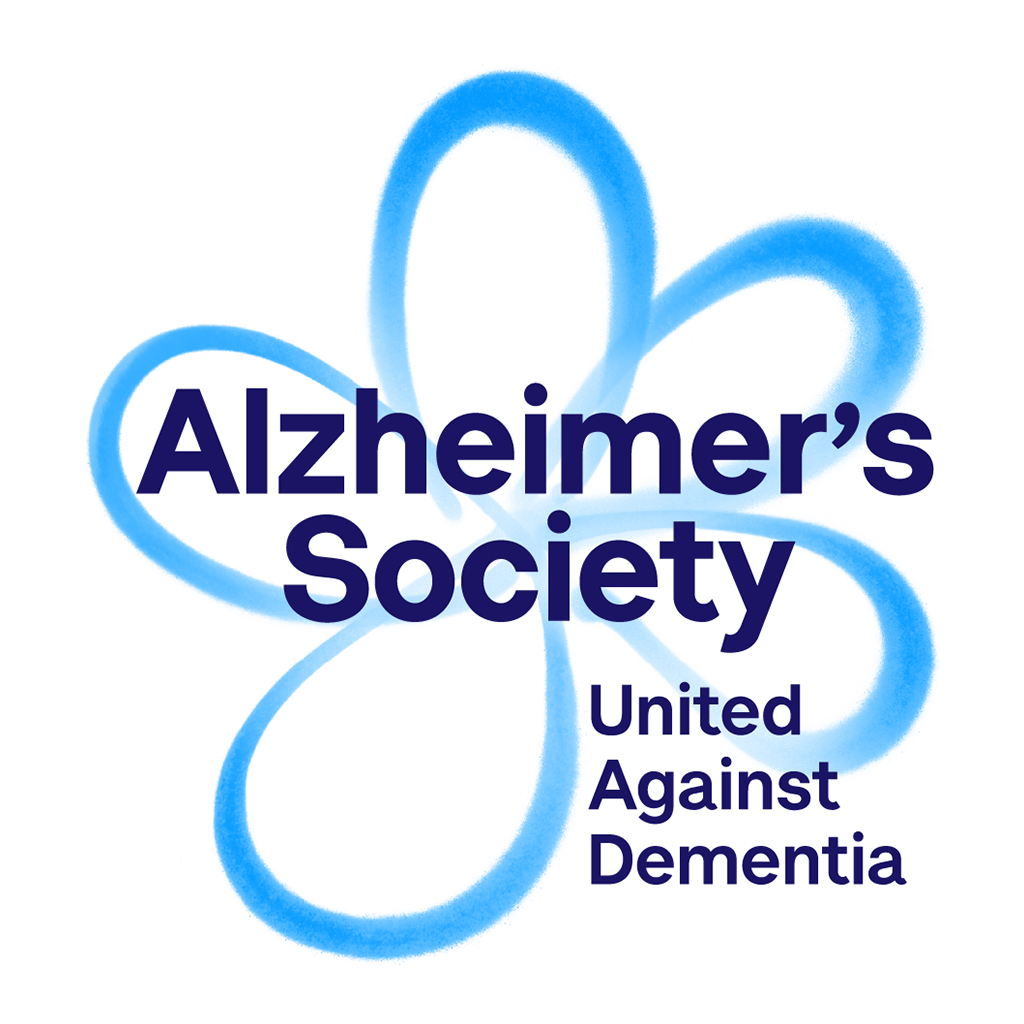 Alzheimer’s
Society
United
Against
Dementia